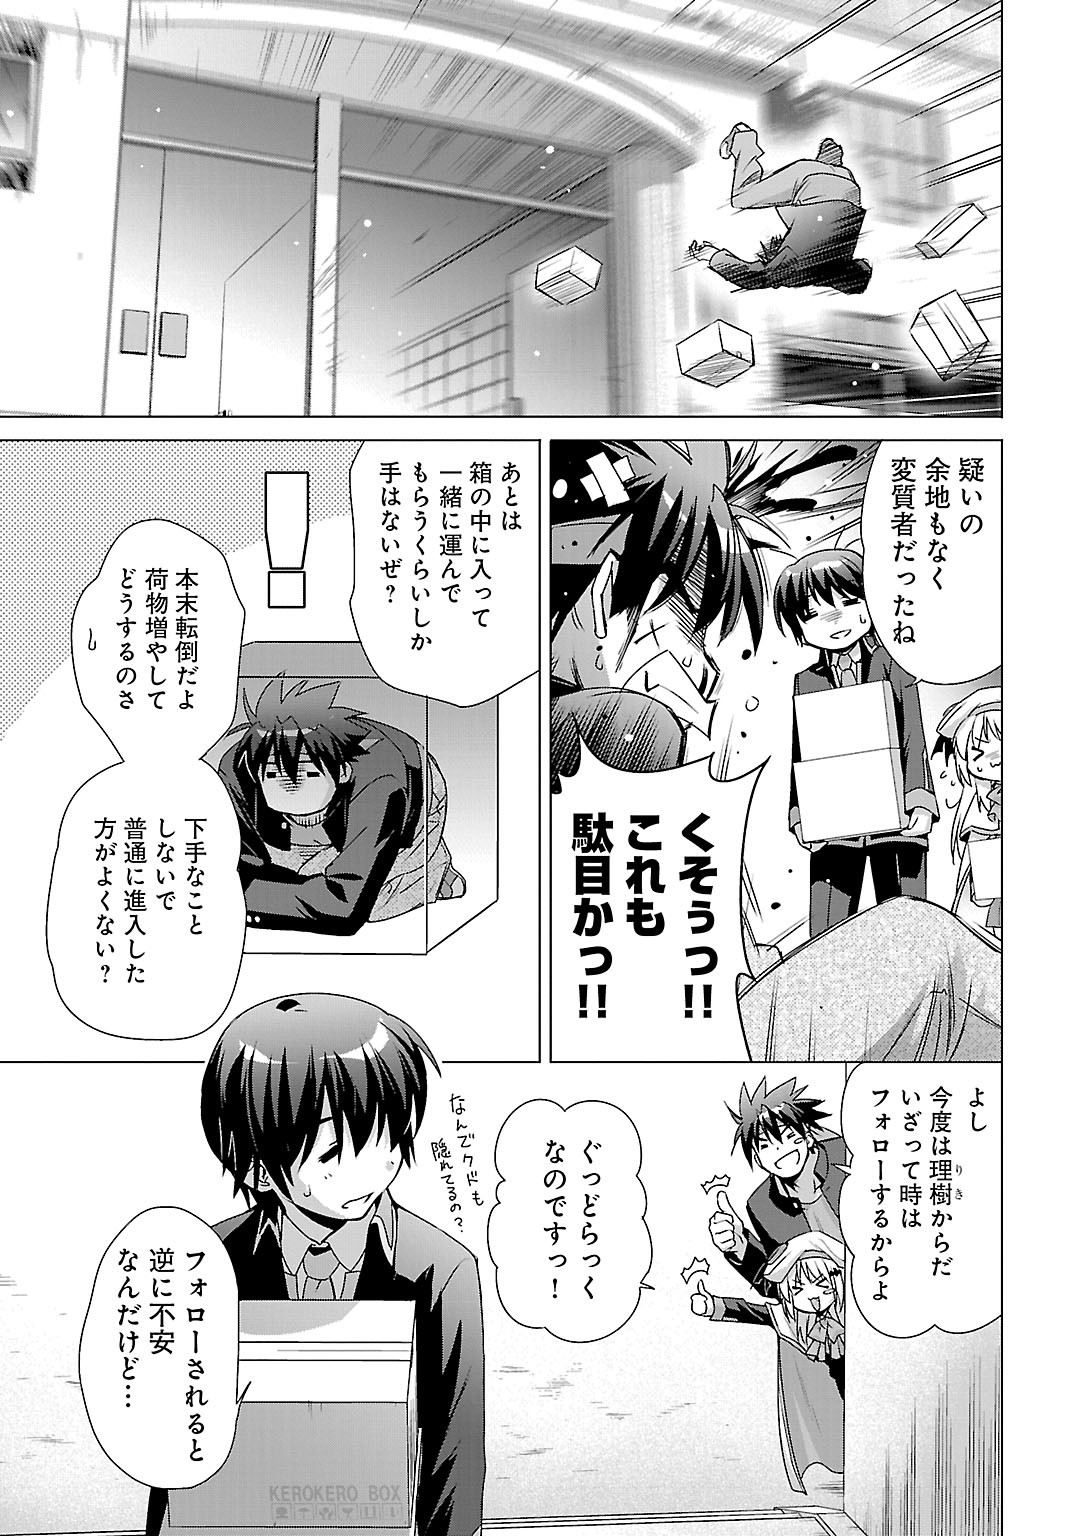 疑いの
余地もなく
変質者だったね
くそぅっ!!
これも
駄目かっ!!
あとは
箱の中に入って
一緒に運んで
もらうくらいしか
手はないぜ?
!
本末転倒だよ
荷物増やして
どうするのさ
下手なこと
しないで
普通に進入した
方がよくない?
よし
今度は理樹からだ
りき
いざって時は
フォローするからよ
ぐっどらっく
なのですっ!
なんでクドも
隠れてるの?
フォローされると
逆に不安
なんだけど…
KEROKERO BOX